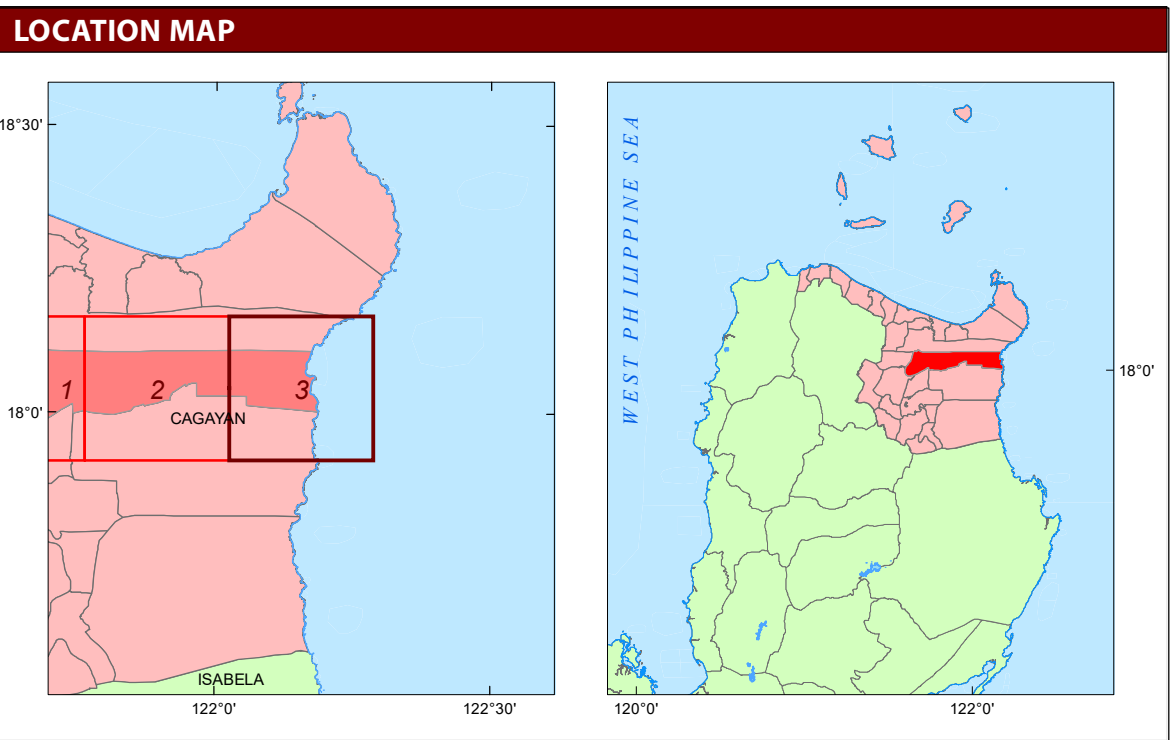 LOCATION MAP
18°30'
1
2
3
18°0'
CAGAYAN
ISABELA
122°0'
122°30'
WEST PHILIPPINE SEA
18°0'
120°0'
122°0'